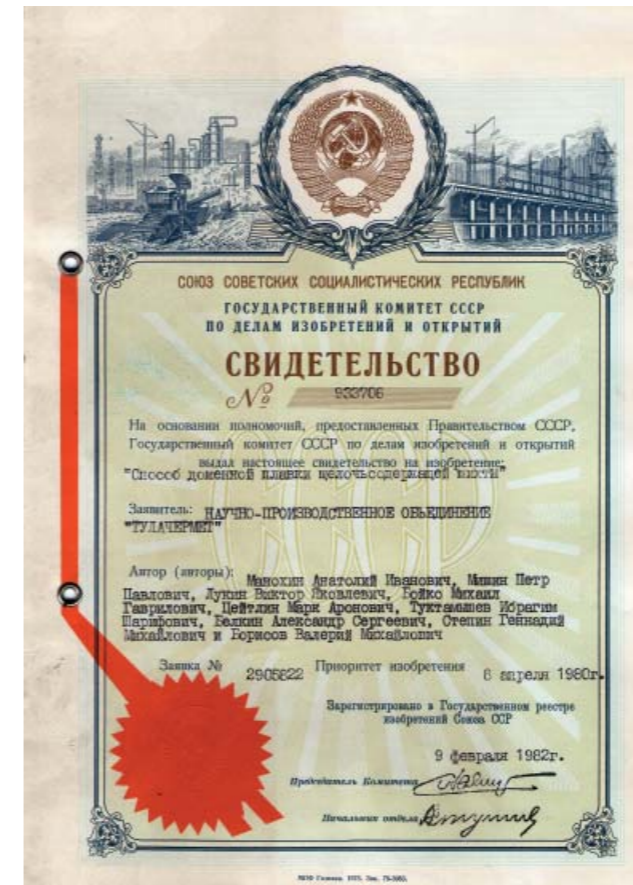 СОЮЗ СОВЕТСКИХ СОЦИАЛИСТИЧЕСКИХ РЕСПУБЛИК
ГОСУДАРСТВЕННЫЙ КОМИТЕТ СССР
ПО ДЕЛАМ ИЗОБРЕТЕНИЙ И ОТКРЫТИЙ
СВИДЕТЕЛЬСТВО
№ 933706
На основании полномочий, предоставленных Правительством СССР,
Государственный комитет СССР по делам изобретений и открытий
выдал настоящее свидетельство на изобретение:
"Способ доменной плавки щелочьсодержащей шихты"
Заявитель: НАУЧНО-ПРОИЗВОДСТВЕННОЕ ОБЪЕДИНЕНИЕ
"ТУЛАЧЕРМЕТ"
Автор (авторы): Манохин Анатолий Иванович, Мишин Петр
Павлович, Лукин Виктор Яковлевич, Бойко Михаил
Гаврилович, Цейтлин Марк Аронович, Туктамышев Ибрагим
Шарифович, Белкин Александр Сергеевич, Степин Геннадий
Михайлович и Борисов Валерий Михайлович
Заявка № 2905822 Приоритет изобретения 8 апреля 1980г.
Зарегистрировано в Государственном реестре
изобретений Союза ССР
9 февраля 1982г.
Председатель Комитета
Начальник отдела